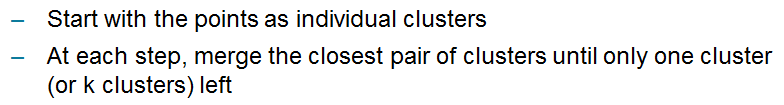 – Start with the points as individual clusters
– At each step, merge the closest pair of clusters until only one cluster
(or k clusters) left